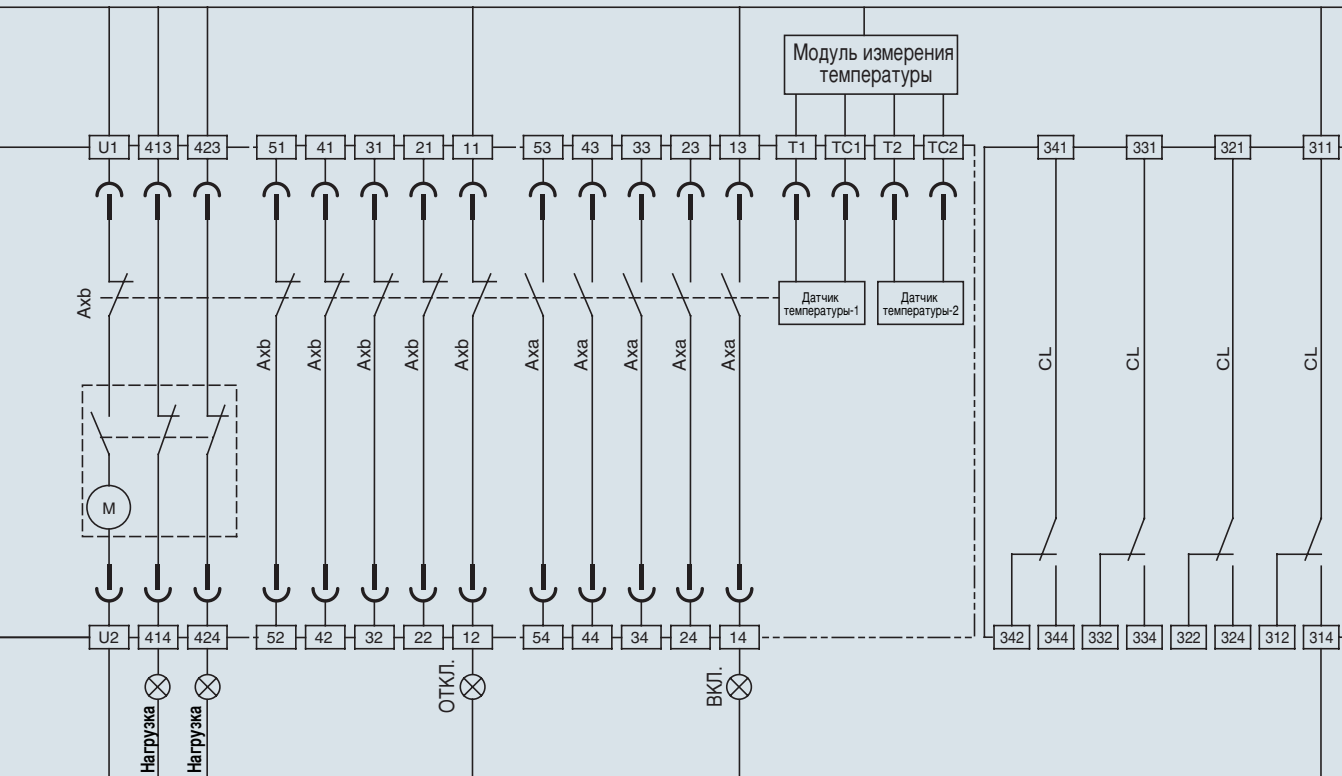 Модуль измерения
температуры
U1 413 423 51 41 31 21 11 53 43 33 23 13 T1 TC1 T2 TC2 341 331 321 311
Axb
Датчик
температуры-1
Датчик
температуры-2
Axb Axb Axb Axb Axb Axa Axa Axa Axa Axa CL CL CL CL
M
U2 414 424 52 42 32 22 12 54 44 34 24 14 342 344 332 334 322 324 312 314
Нагрузка
Нагрузка
ОТКЛ.
ВКЛ.